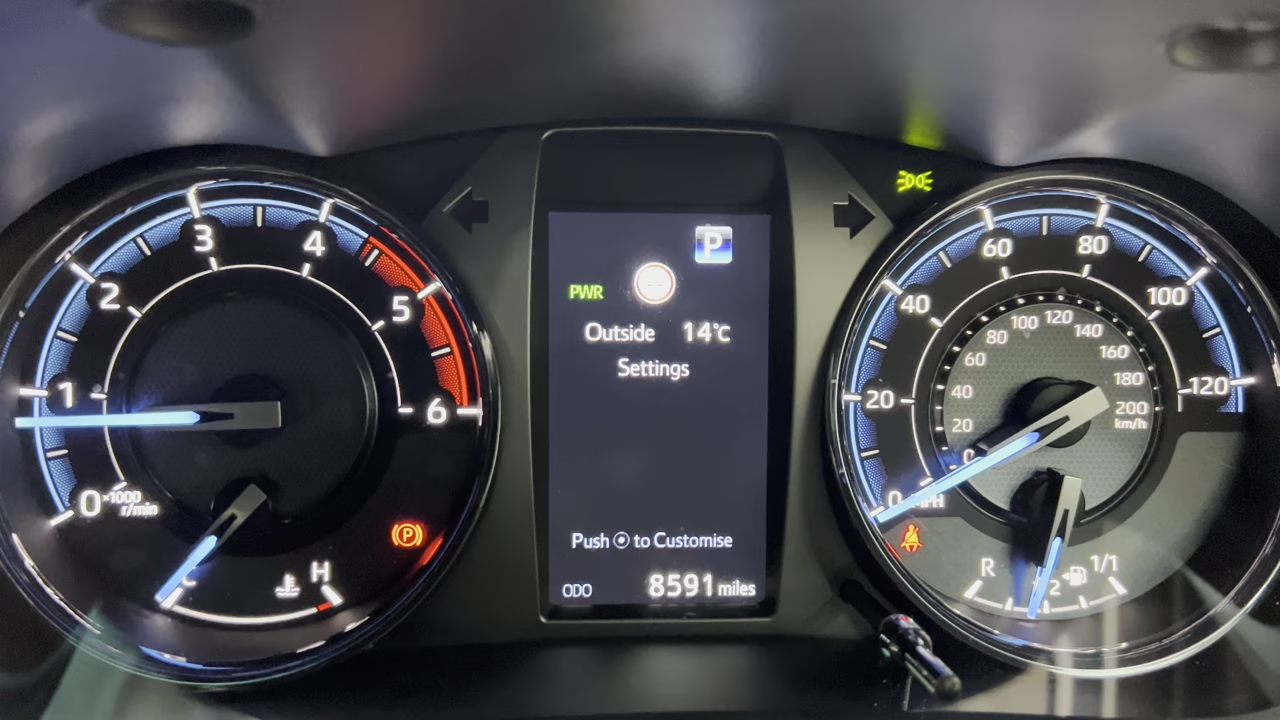 0
1
2
3
4
5
6
×1000
r/min
H
P
P
PWR
Outside 14°c
Settings
Push to Customise
ODO 8591 miles
0
20
40
60
80
100
120
0
20
40
60
80
100
120
140
160
180
200
km/h
R
1/1